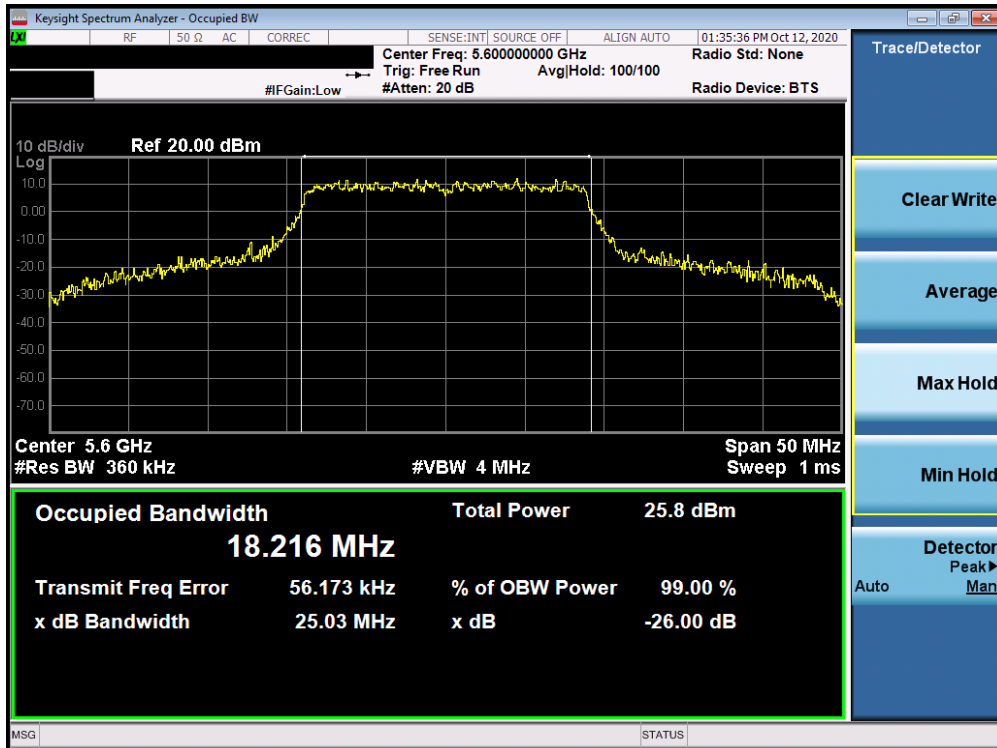 Keysight Spectrum Analyzer - Occupied BW
LXI RF 50 Ω AC CORREC SENSE:INT SOURCE OFF ALIGN AUTO 01:35:36 PM Oct 12, 2020
Center Freq: 5.600000000 GHz Radio Std: None
Trig: Free Run Avg|Hold: 100/100
#IFGain:Low #Atten: 20 dB Radio Device: BTS
10 dB/div Ref 20.00 dBm
Log
10.0
0.00
-10.0
-20.0
-30.0
-40.0
-50.0
-60.0
-70.0
Center 5.6 GHz Span 50 MHz
#Res BW 360 kHz #VBW 4 MHz Sweep 1 ms
Occupied Bandwidth Total Power 25.8 dBm
18.216 MHz
Transmit Freq Error 56.173 kHz % of OBW Power 99.00 %
x dB Bandwidth 25.03 MHz x dB -26.00 dB
MSG STATUS
Trace/Detector
Clear Write
Average
Max Hold
Min Hold
Detector
Peak▶
Auto Man